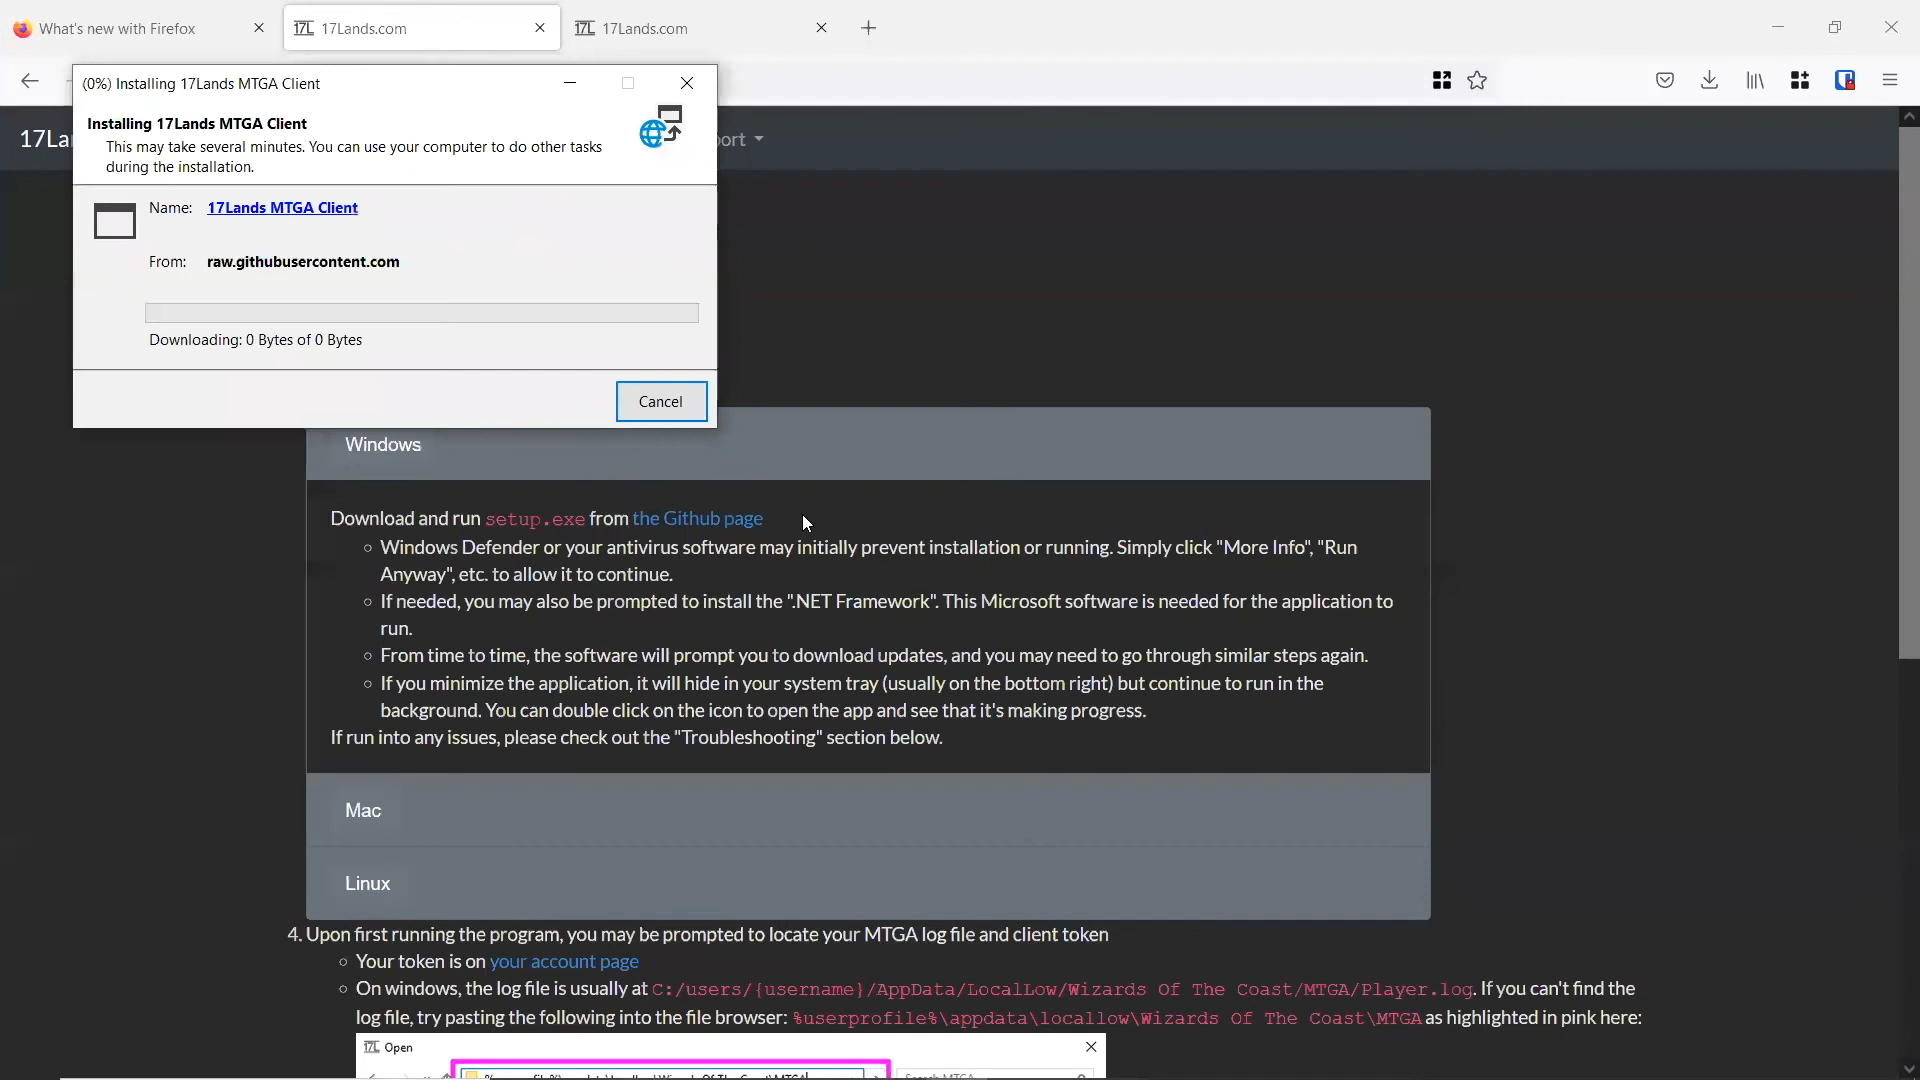 What's new with Firefox
17Lands.com
17Lands.com
(0%) Installing 17Lands MTGA Client
Installing 17Lands MTGA Client
This may take several minutes. You can use your computer to do other tasks
during the installation.
17La
ort
Name: 17Lands MTGA Client
From: raw.githubusercontent.com
Downloading: 0 Bytes of 0 Bytes
Cancel
Windows
Download and run setup.exe from the Github page
Windows Defender or your antivirus software may initially prevent installation or running. Simply click "More Info", "Run
Anyway", etc. to allow it to continue.
If needed, you may also be prompted to install the ".NET Framework". This Microsoft software is needed for the application to
run.
From time to time, the software will prompt you to download updates, and you may need to go through similar steps again.
If you minimize the application, it will hide in your system tray (usually on the bottom right) but continue to run in the
background. You can double click on the icon to open the app and see that it's making progress.
If run into any issues, please check out the "Troubleshooting" section below.
Mac
Linux
4. Upon first running the program, you may be prompted to locate your MTGA log file and client token
Your token is on your account page
On windows, the log file is usually at C:/users/{username}/AppData/LocalLow/Wizards Of The Coast/MTGA/Player.log. If you can't find the
log file, try pasting the following into the file browser: %userprofile%\appdata\locallow\Wizards Of The Coast\MTGA as highlighted in pink here:
17L Open